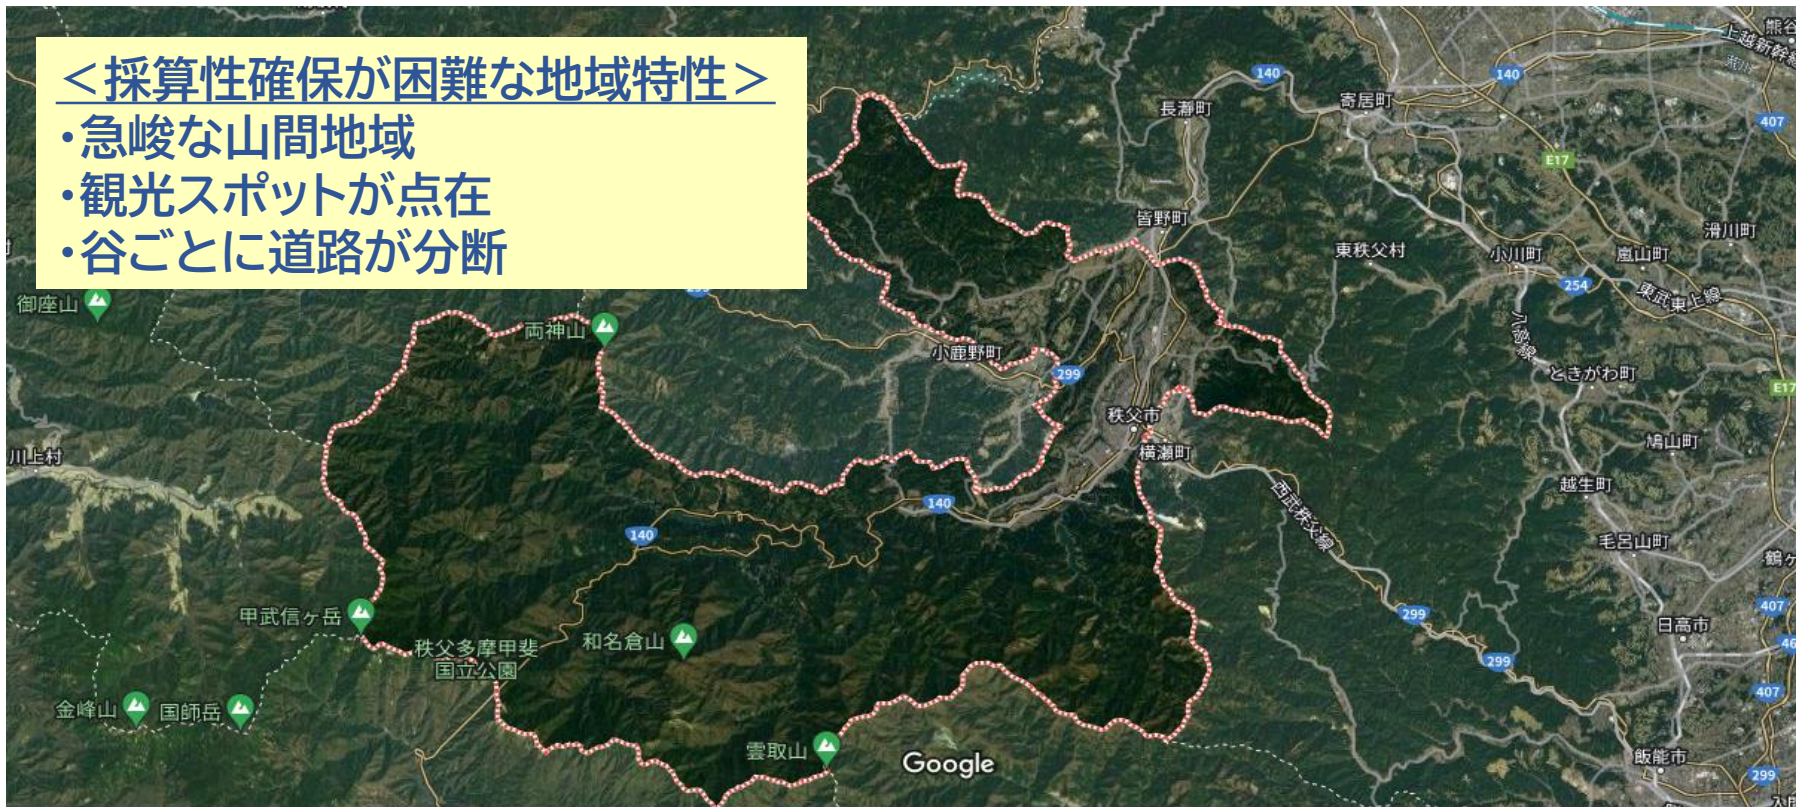 <採算性確保が困難な地域特性>
・急峻な山間地域
・観光スポットが点在
・谷ごとに道路が分断
熊谷
上越新幹線
荒川
140
140
寄居町
長瀞町
407
E17
皆野町
滑川町
東秩父村
小川町
嵐山町
254
東武東上線
御座山
両神山
八高線
小鹿野町
299
ときがわ町
E17
秩父市
鳩山町
横瀬町
川上村
越生町
140
西武秩父線
140
毛呂山町
鶴ヶ
甲武信ヶ岳
299
407
日高市
和名倉山
秩父多摩甲斐
国立公園
299
46
407
金峰山
国師岳
雲取山
Google
飯能市
299